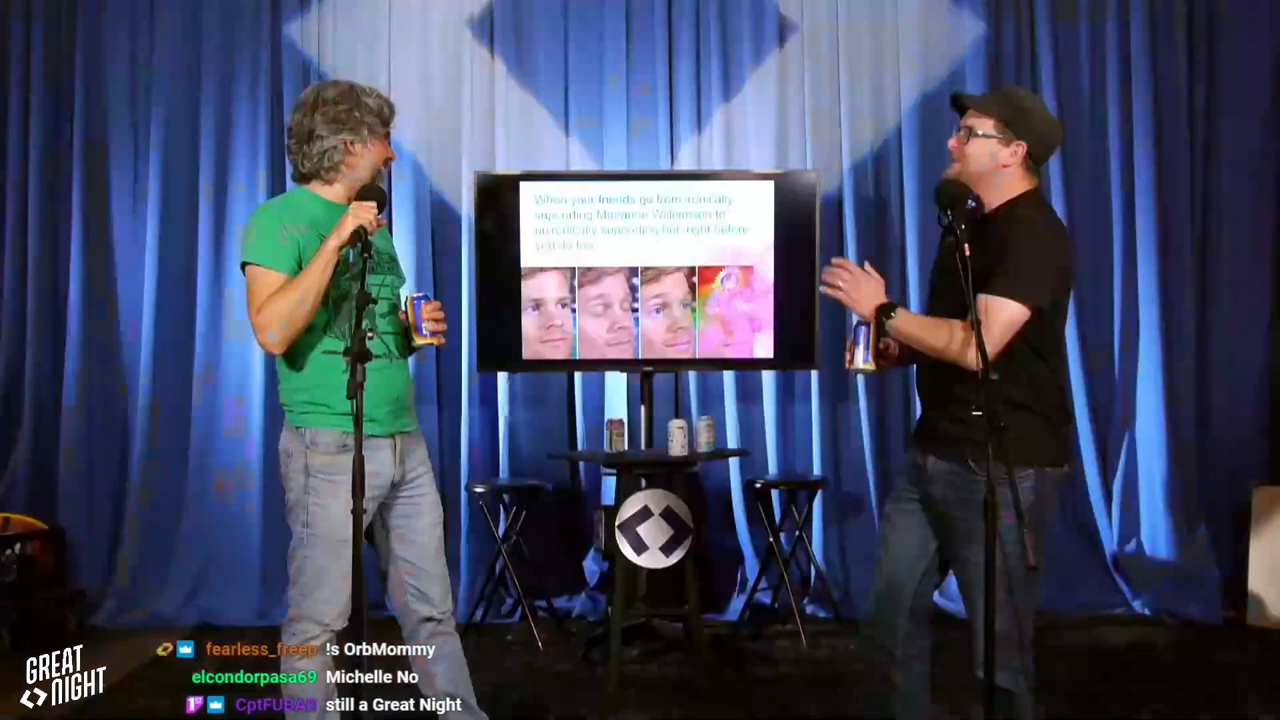 When your friends go from ironically
supporting Marianne Williamson to
unironically supporting her, right before
you do too.
GREAT
NIGHT
fearless_freep !s OrbMommy
elcondorpasa69 Michelle No
CptFUBAR still a Great Night